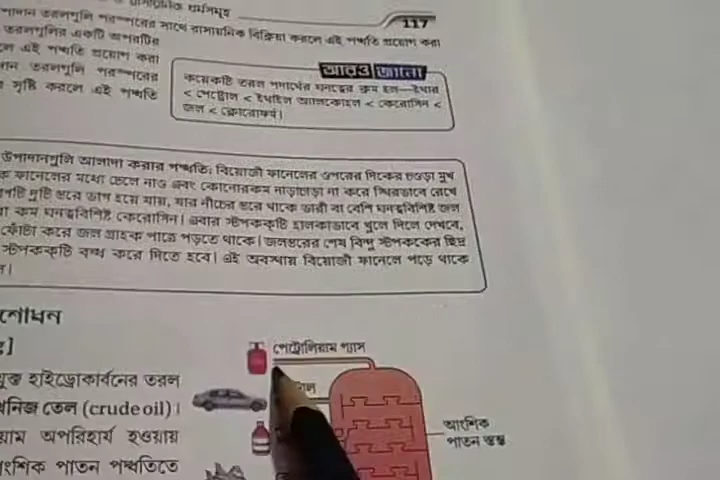 ধর্মসমূহ
117
পাদান তরলগুলি পরস্পরের সাথে রাসায়নিক বিক্রিয়া করলে এই পদ্ধতি প্রয়োগ করা
তরলগুলির একটি অপরটির
লে এই পদ্ধতি প্রয়োগ করা
ান তরলগুলি পরস্পরের
সৃষ্টি করলে এই পদ্ধতি
আরও জানো
কয়েকটি তরল পদার্থের ঘনত্বের ক্রম হল—ইথার
< পেট্রোল < ইথাইল অ্যালকোহল < কেরোসিন <
জল < ক্লোরোফর্ম।
উপাদানগুলি আলাদা করার পদ্ধতি: বিয়োজী ফানেলের ওপরের দিকের চওড়া মুখ
ক ফানেলের মধ্যে ঢেলে নাও এবং কোনোরকম নাড়াচাড়া না করে স্থিরভাবে রেখে
দুটি স্তরে ভাগ হয়ে যায়, যার নীচের স্তরে থাকে ভারী বা বেশি ঘনত্ববিশিষ্ট জল
কম ঘনত্ববিশিষ্ট কেরোসিন। এবার স্টপককটি হালকাভাবে খুলে দিলে দেখবে,
ফোঁটা করে জল গ্রাহক পাত্রে পড়তে থাকে। জলস্তরের শেষ বিন্দু স্টপককের ছিদ্র
স্টপককটি বন্ধ করে দিতে হবে। এই অবস্থায় বিয়োজী ফানেলে পড়ে থাকে
ন।
শোধন
]
পেট্রোলিয়াম গ্যাস
যুক্ত হাইড্রোকার্বনের তরল
খনিজ তেল (crude oil)।
য়াম অপরিহার্য হওয়ায়
আংশিক
পাতন স্তম্ভ
ংশিক পাতন পদ্ধতিতে